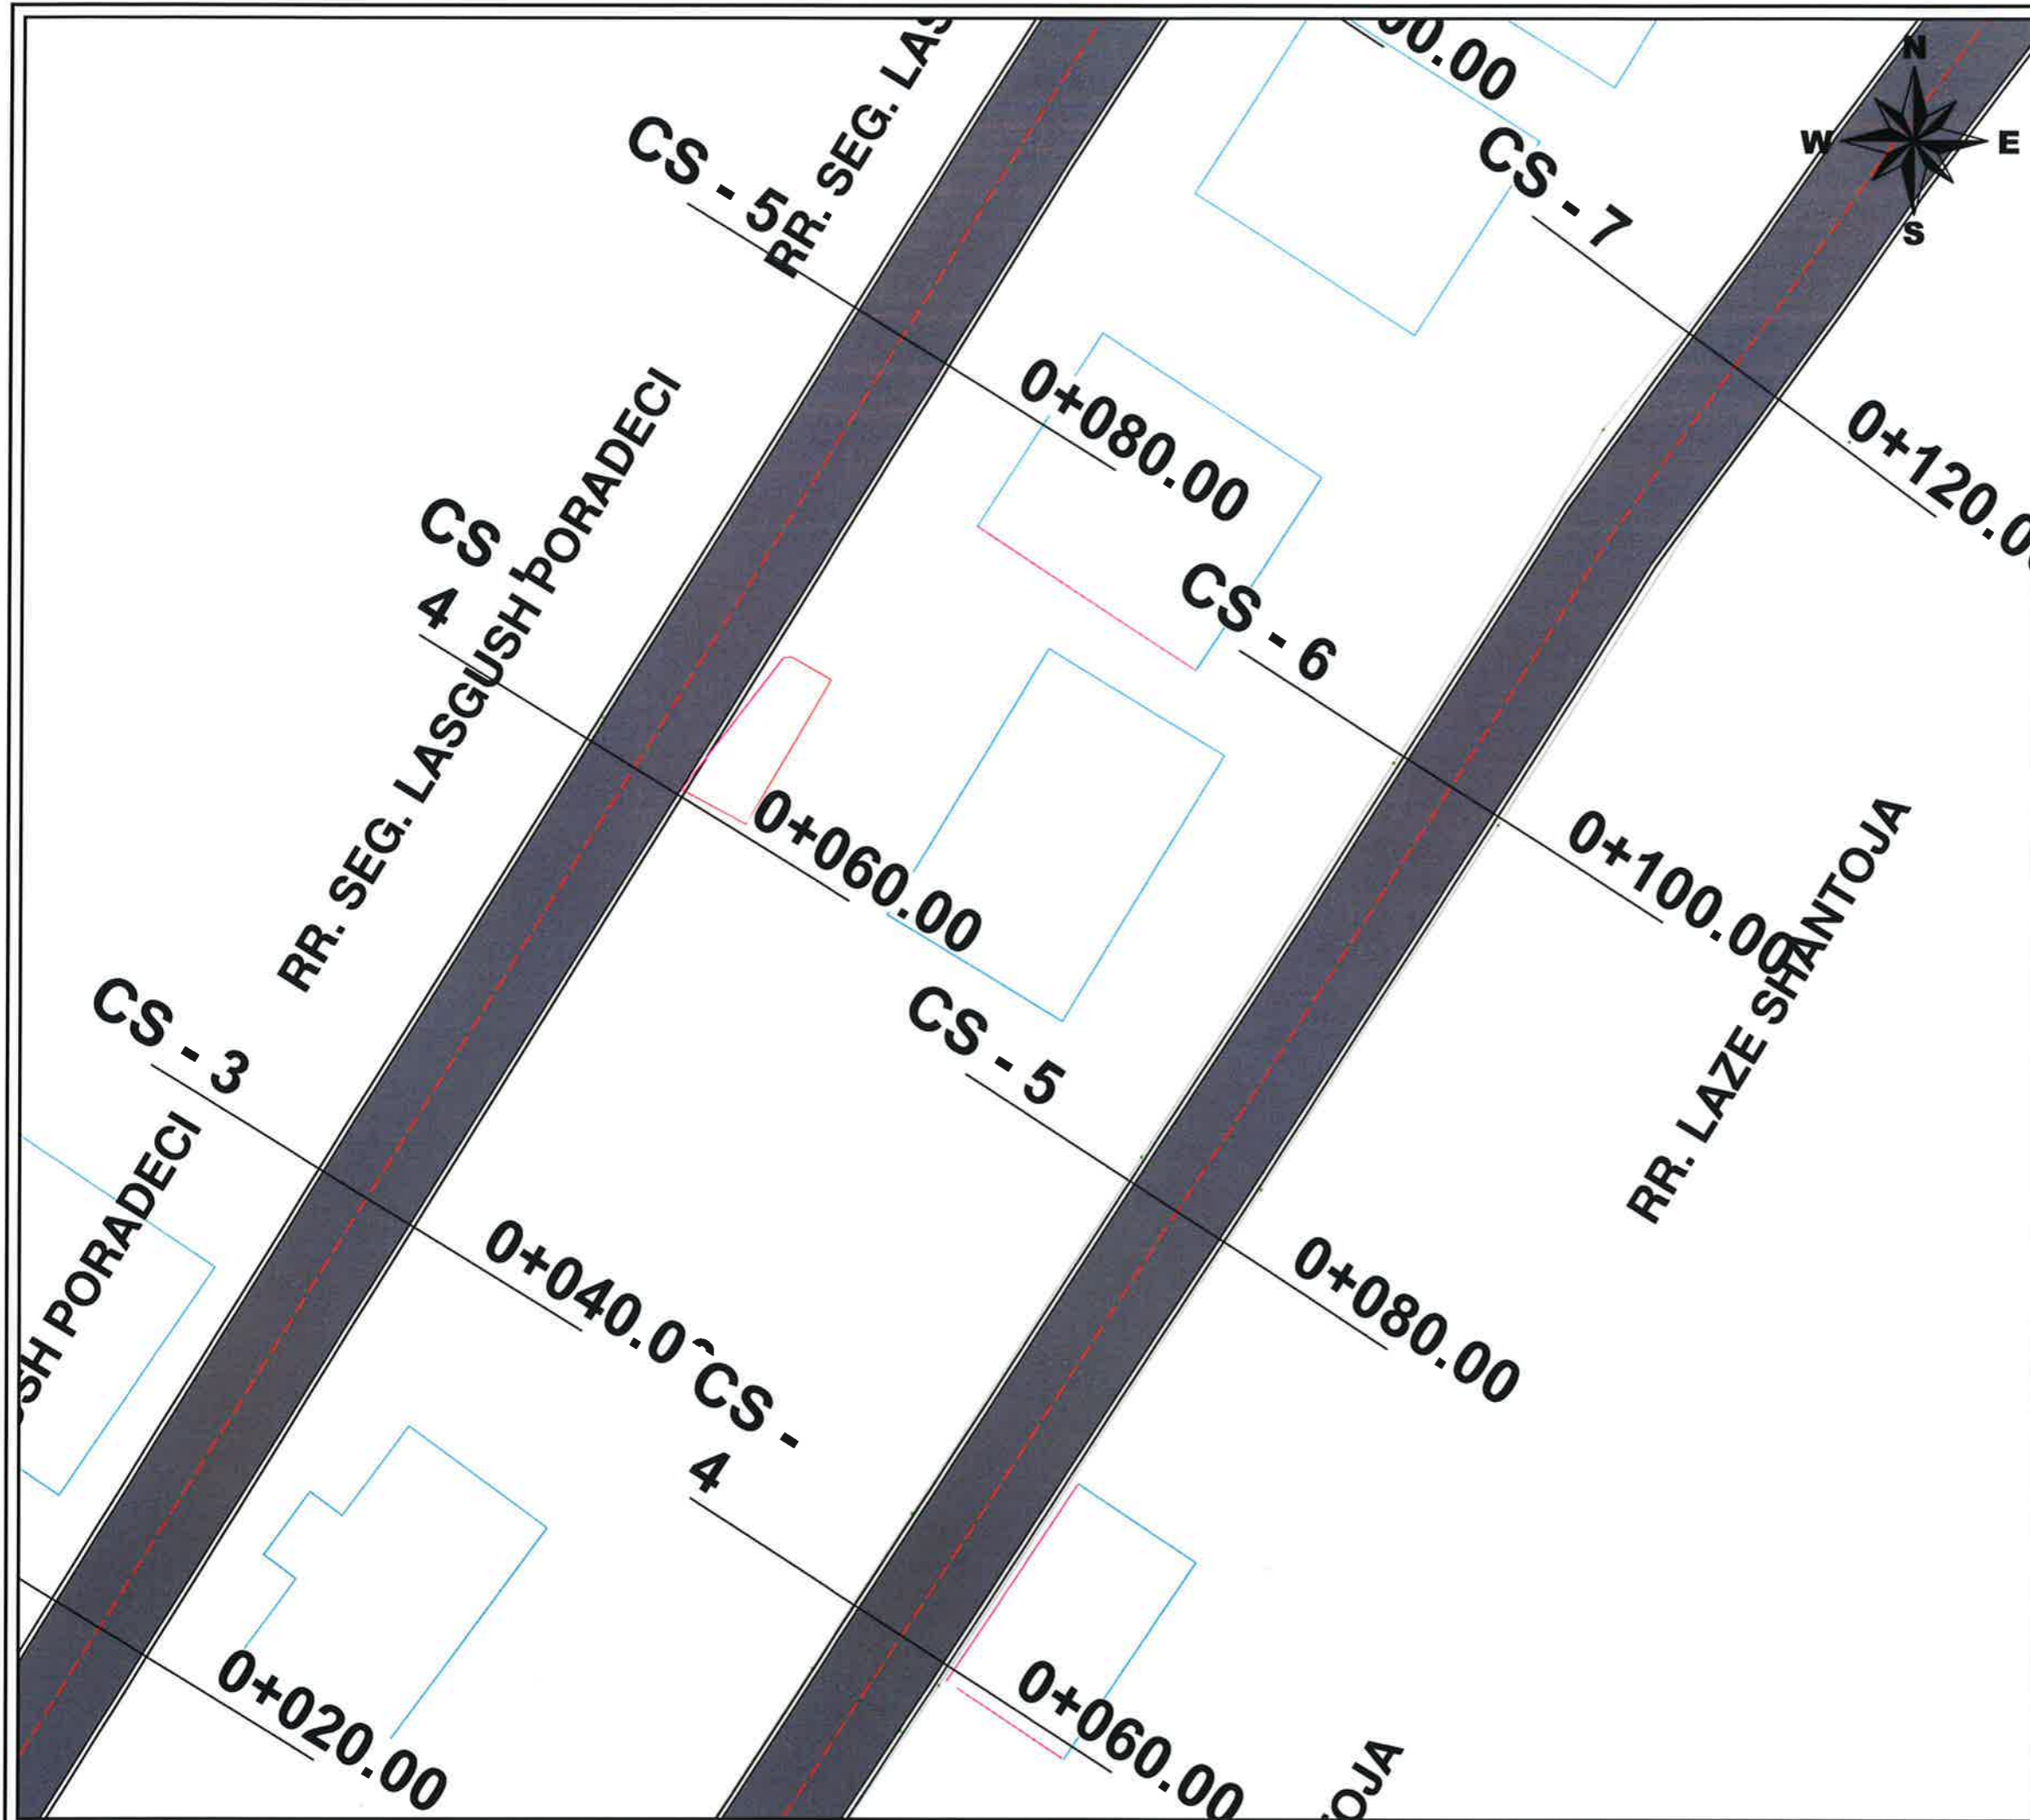 RR. SEG. LAS
00.00
N
W
E
S
CS - 5
CS - 7
0+080.00
0+120.0
CS -
4
RR. SEG. LASGUSH PORADECI
CS - 6
0+060.00
0+100.00
RR. LAZE SHANTOJA
CS - 3
CS - 5
SH PORADECI
0+040.0
0+080.00
CS -
4
0+020.00
0+060.00
OJA